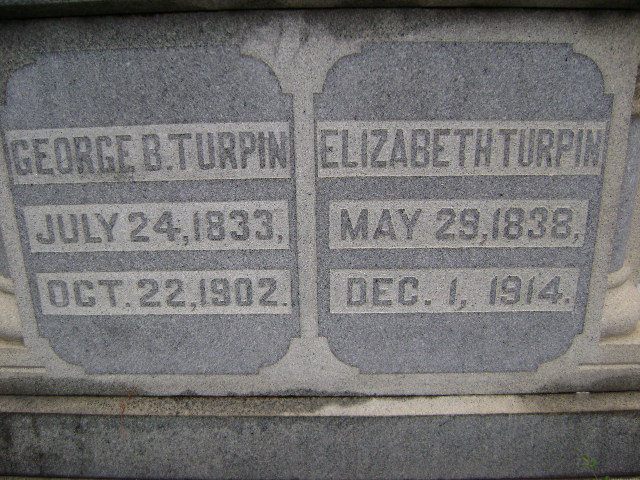 GEORGE B. TURPIN
JULY 24, 1833,
OCT. 22, 1902.
ELIZABETH TURPIN
MAY 29, 1838,
DEC. 1, 1914.